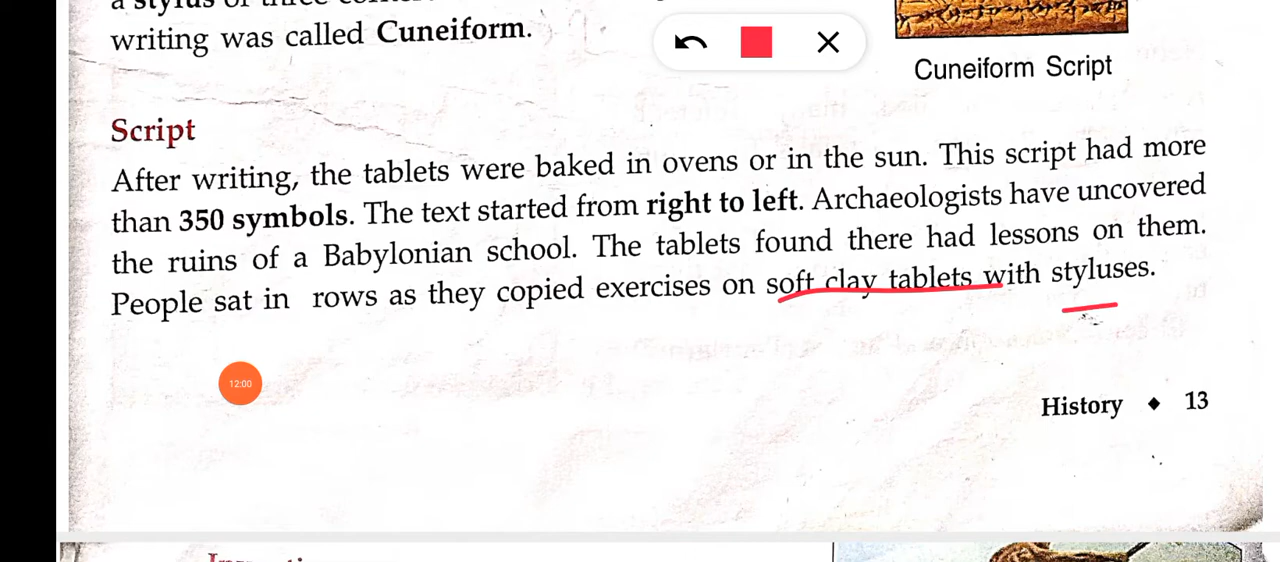 writing was called Cuneiform.
Cuneiform Script
Script
After writing, the tablets were baked in ovens or in the sun. This script had more
than 350 symbols. The text started from right to left. Archaeologists have uncovered
the ruins of a Babylonian school. The tablets found there had lessons on them.
People sat in rows as they copied exercises on soft clay tablets with styluses.
12:00
History ◆ 13